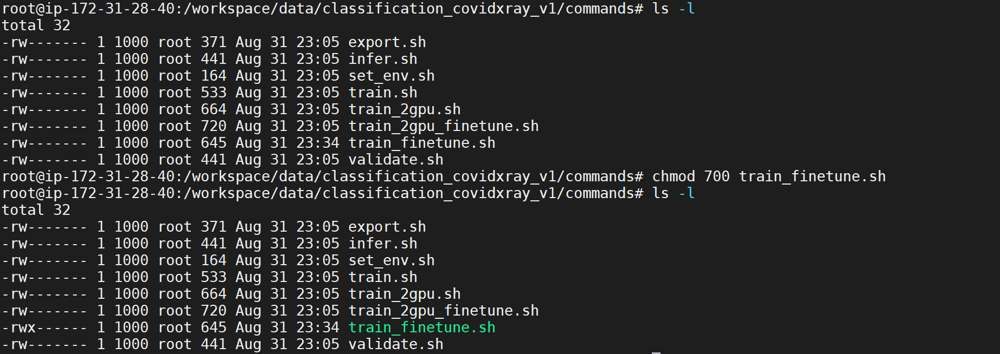 root@ip-172-31-28-40:/workspace/data/classification_covidxray_v1/commands# ls -l
total 32
-rw------- 1 1000 root 371 Aug 31 23:05 export.sh
-rw------- 1 1000 root 441 Aug 31 23:05 infer.sh
-rw------- 1 1000 root 164 Aug 31 23:05 set_env.sh
-rw------- 1 1000 root 533 Aug 31 23:05 train.sh
-rw------- 1 1000 root 664 Aug 31 23:05 train_2gpu.sh
-rw------- 1 1000 root 720 Aug 31 23:05 train_2gpu_finetune.sh
-rw------- 1 1000 root 645 Aug 31 23:34 train_finetune.sh
-rw------- 1 1000 root 441 Aug 31 23:05 validate.sh
root@ip-172-31-28-40:/workspace/data/classification_covidxray_v1/commands# chmod 700 train_finetune.sh
root@ip-172-31-28-40:/workspace/data/classification_covidxray_v1/commands# ls -l
total 32
-rw------- 1 1000 root 371 Aug 31 23:05 export.sh
-rw------- 1 1000 root 441 Aug 31 23:05 infer.sh
-rw------- 1 1000 root 164 Aug 31 23:05 set_env.sh
-rw------- 1 1000 root 533 Aug 31 23:05 train.sh
-rw------- 1 1000 root 664 Aug 31 23:05 train_2gpu.sh
-rw------- 1 1000 root 720 Aug 31 23:05 train_2gpu_finetune.sh
-rwx------ 1 1000 root 645 Aug 31 23:34 train_finetune.sh
-rw------- 1 1000 root 441 Aug 31 23:05 validate.sh